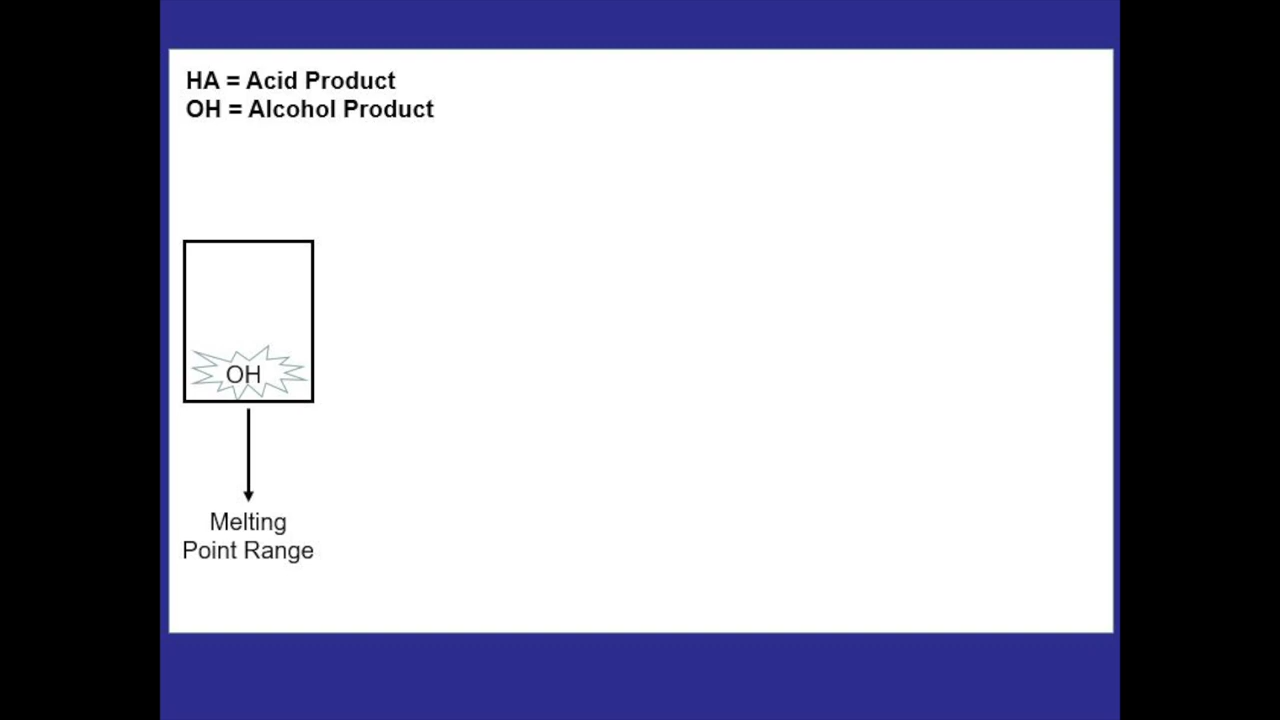 HA = Acid Product
OH = Alcohol Product
OH
Melting
Point Range